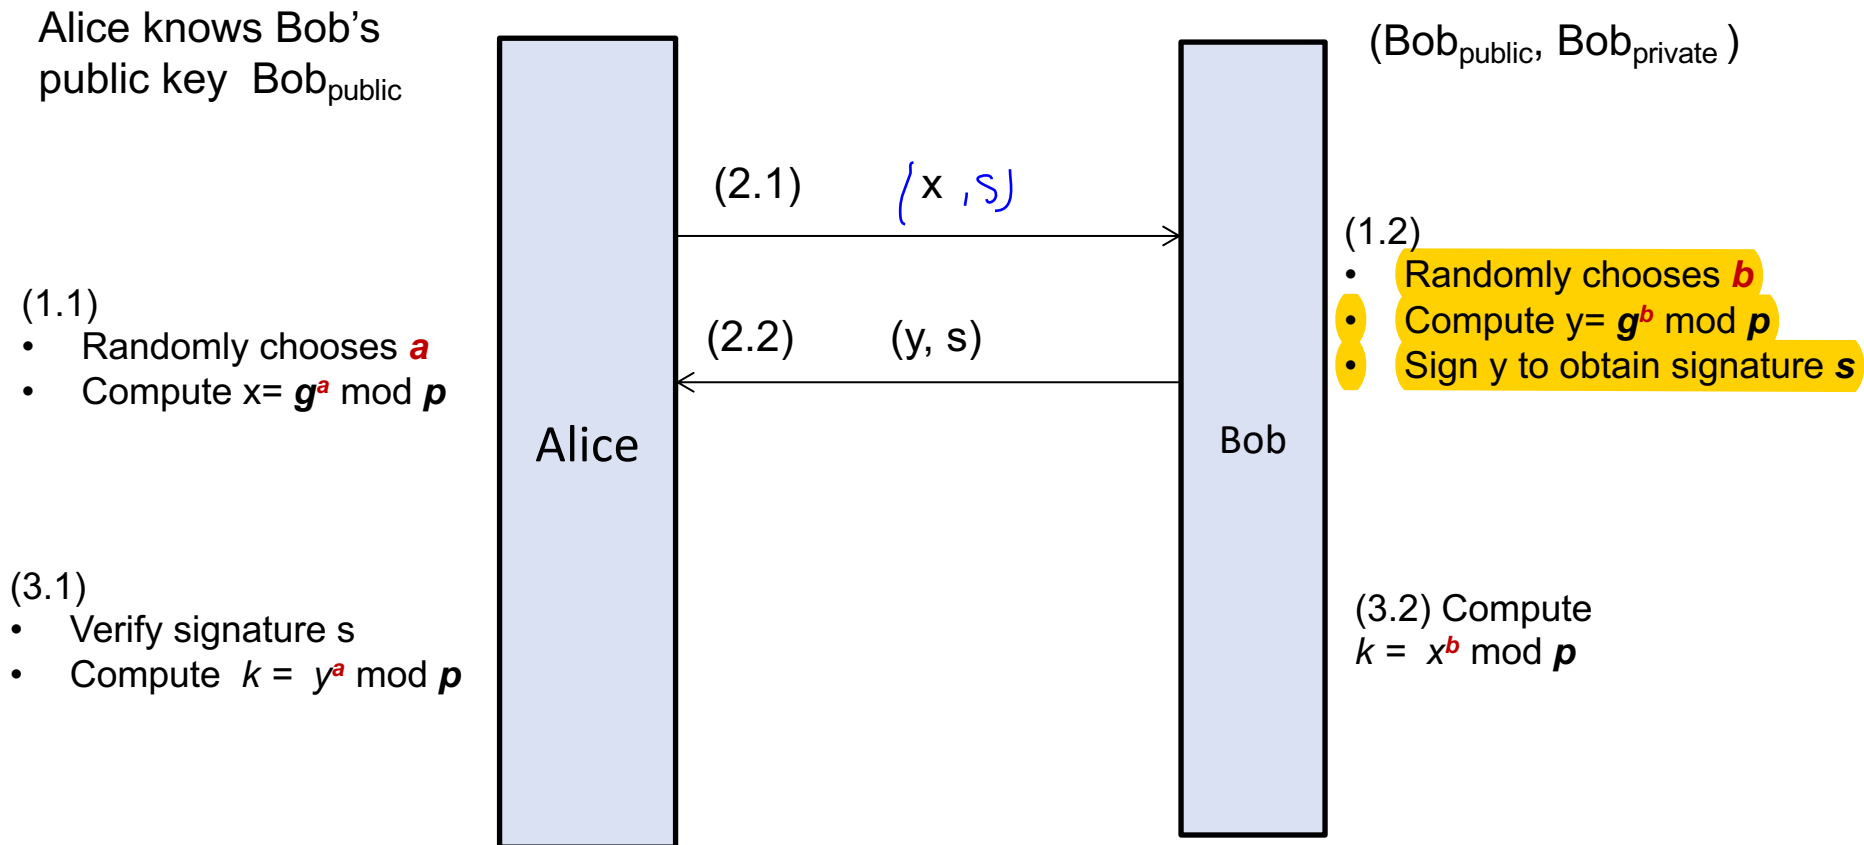 Alice knows Bob’s
public key Bobpublic
(Bobpublic, Bobprivate )
(2.1) (x ,s)
(1.2)
• Randomly chooses b
• Compute y= gᵇ mod p
• Sign y to obtain signature s
(1.1)
• Randomly chooses a
• Compute x= gᵃ mod p
(2.2) (y, s)
Alice
Bob
(3.1)
• Verify signature s
• Compute k = yᵃ mod p
(3.2) Compute
k = xᵇ mod p